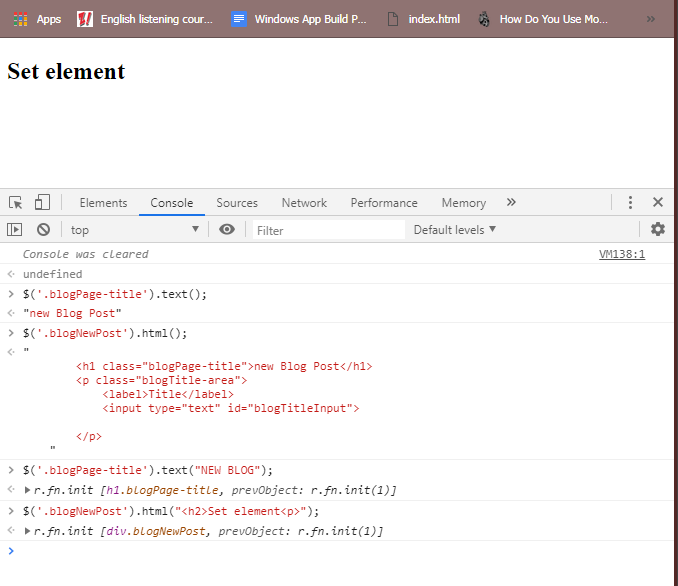 Apps English listening cour... Windows App Build P... index.html How Do You Use Mo... »
Set element
Elements Console Sources Network Performance Memory »
top Filter Default levels
Console was cleared VM138:1
undefined
$('.blogPage-title').text();
"new Blog Post"
$('.blogNewPost').html();
"
<h1 class="blogPage-title">new Blog Post</h1>
<p class="blogTitle-area">
<label>Title</label>
<input type="text" id="blogTitleInput">
</p>
"
$('.blogPage-title').text("NEW BLOG");
r.fn.init [h1.blogPage-title, prevObject: r.fn.init(1)]
$('.blogNewPost').html("<h2>Set element<p>");
r.fn.init [div.blogNewPost, prevObject: r.fn.init(1)]